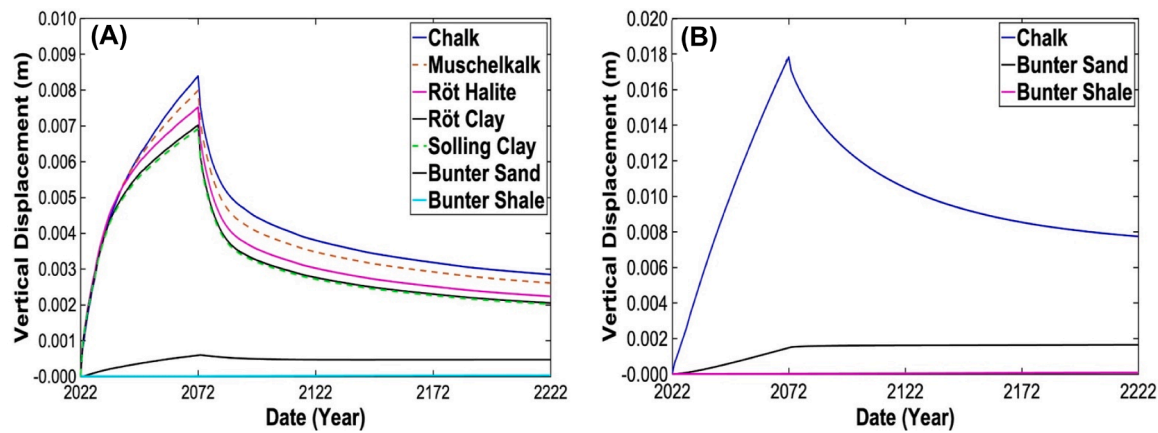 (A)
Vertical Displacement (m)
0.010
0.009
0.008
0.007
0.006
0.005
0.004
0.003
0.002
0.001
-0.000
2022 2072 2122 2172 2222
Date (Year)
Chalk
Muschelkalk
Röt Halite
Röt Clay
Solling Clay
Bunter Sand
Bunter Shale
(B)
Vertical Displacement (m)
0.020
0.018
0.016
0.014
0.012
0.010
0.008
0.006
0.004
0.002
-0.000
2022 2072 2122 2172 2222
Date (Year)
Chalk
Bunter Sand
Bunter Shale